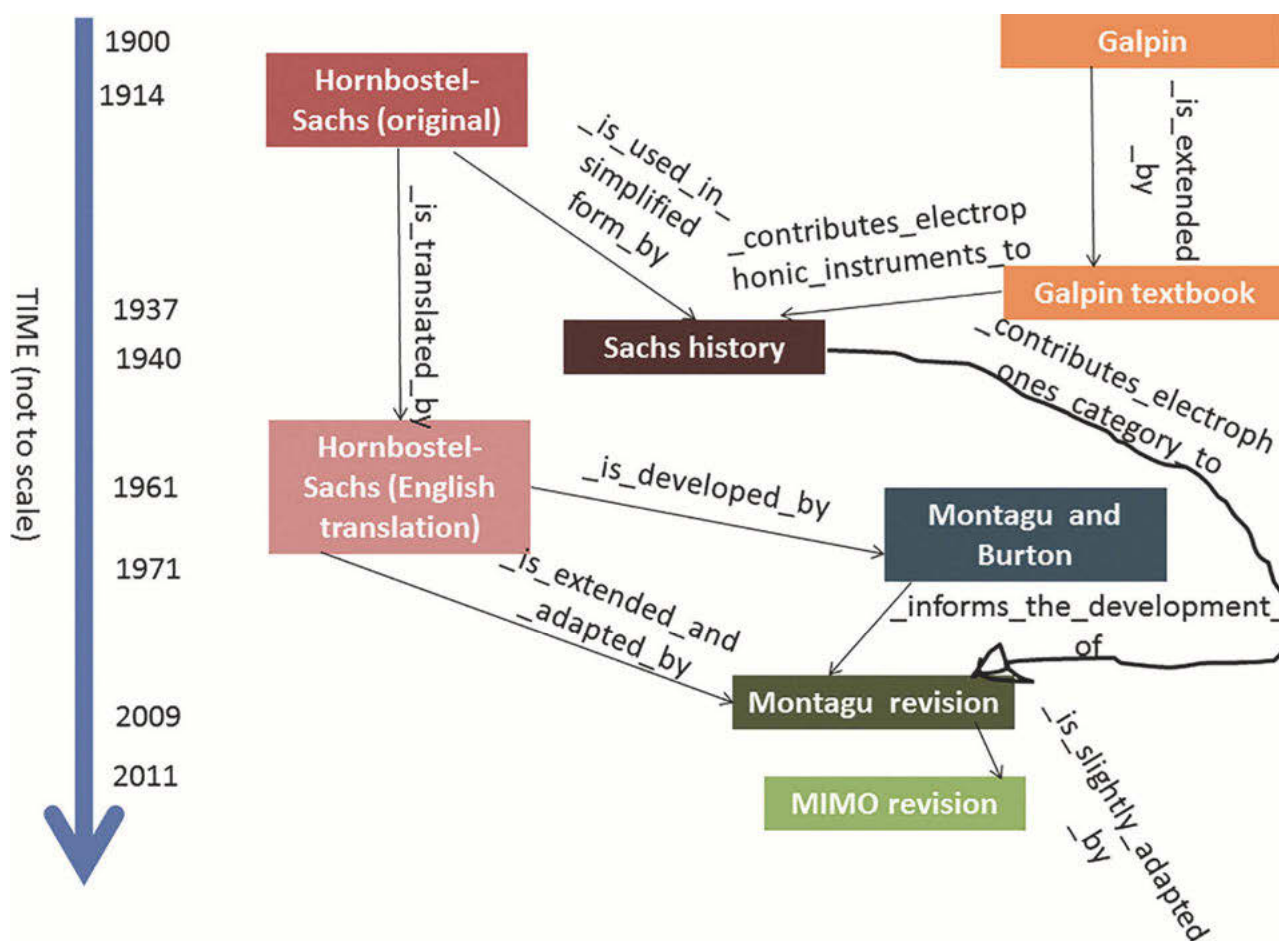 TIME (not to scale)
1900
1914
1937
1940
1961
1971
2009
2011
Galpin
Hornbostel-
Sachs (original)
_is_extended
_by
_is_used_in_
simplified
form_by
_is_translated_by
_contributes_electrop
honic_instruments_to
Galpin textbook
Sachs history
_contributes_electroph
ones_category_to
Hornbostel-
Sachs (English
translation)
_is_developed_by
Montagu and
Burton
_is_extended_and
_adapted_by
_informs_the_development_
of
Montagu revision
_is_slightly_adapted
_by
MIMO revision